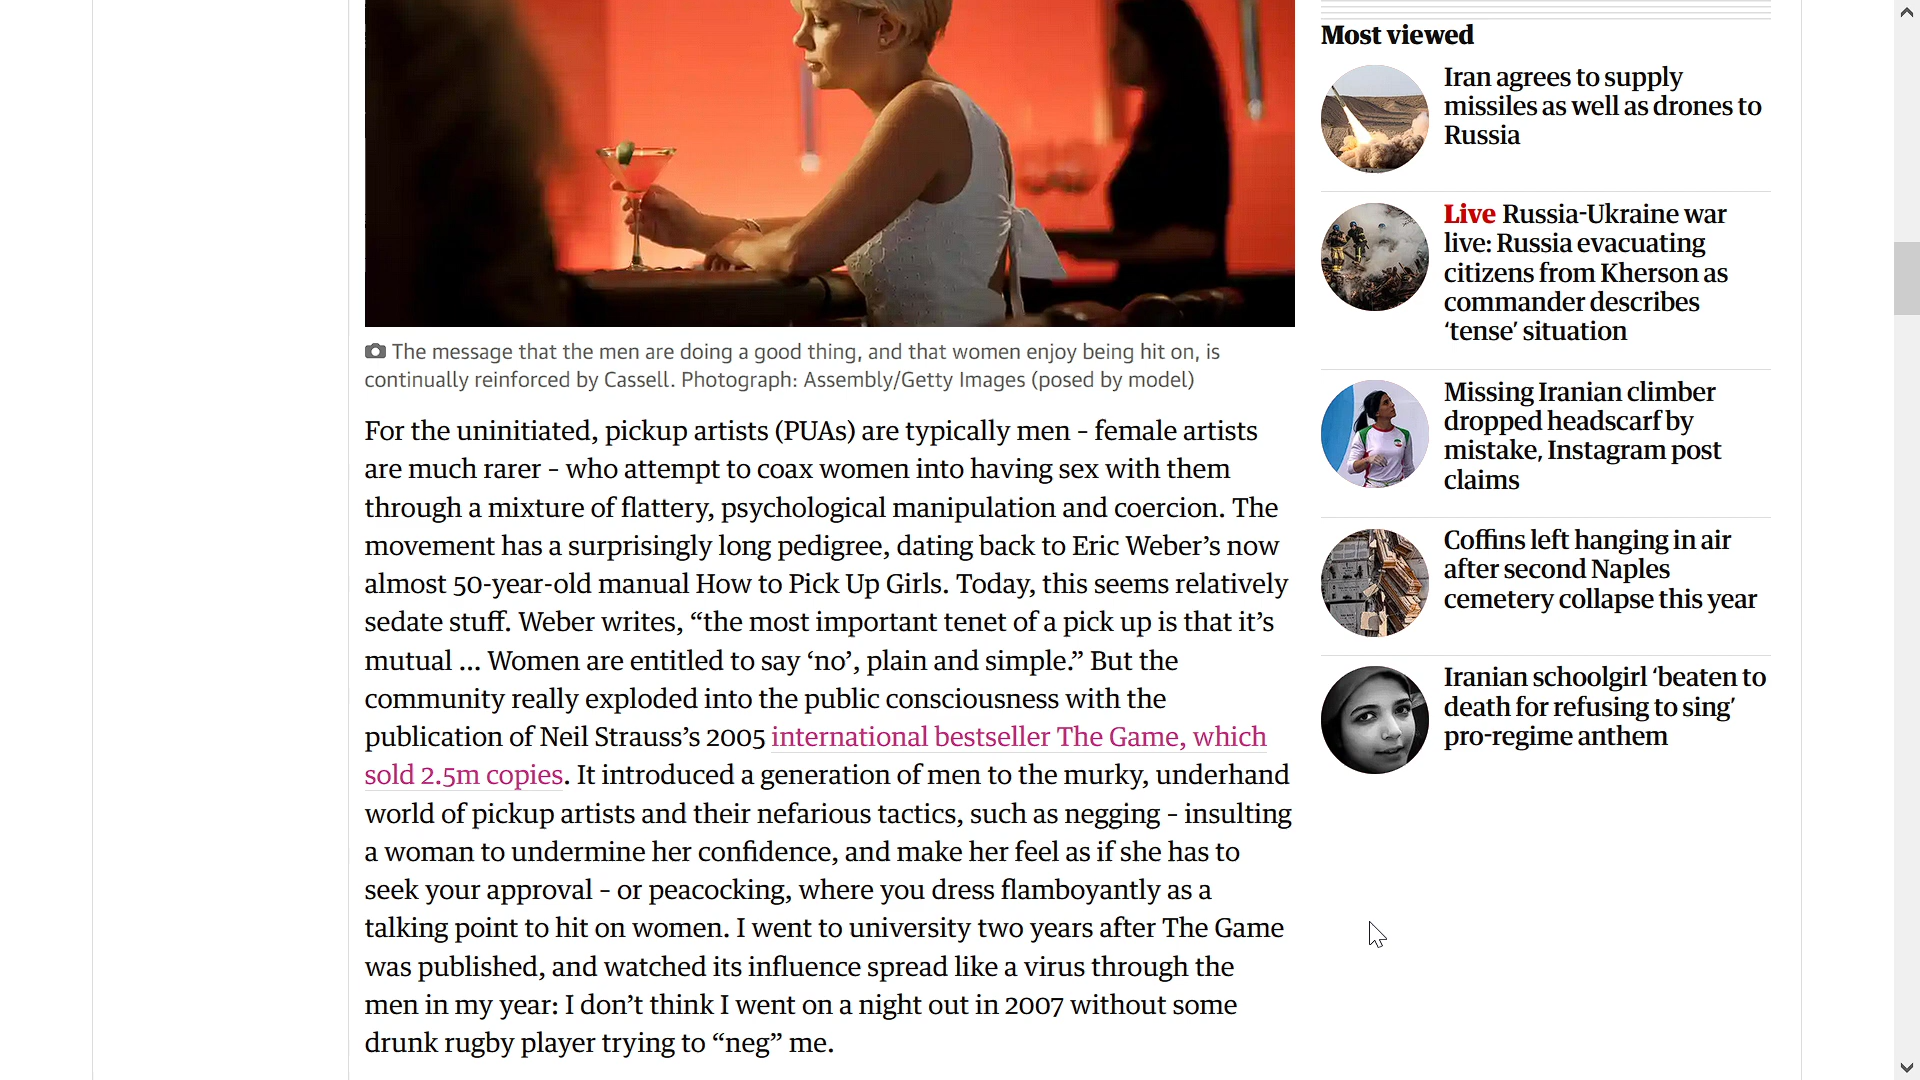 The message that the men are doing a good thing, and that women enjoy being hit on, is
continually reinforced by Cassell. Photograph: Assembly/Getty Images (posed by model)
For the uninitiated, pickup artists (PUAs) are typically men – female artists
are much rarer – who attempt to coax women into having sex with them
through a mixture of flattery, psychological manipulation and coercion. The
movement has a surprisingly long pedigree, dating back to Eric Weber’s now
almost 50-year-old manual How to Pick Up Girls. Today, this seems relatively
sedate stuff. Weber writes, “the most important tenet of a pick up is that it’s
mutual ... Women are entitled to say ‘no’, plain and simple.” But the
community really exploded into the public consciousness with the
publication of Neil Strauss’s 2005 international bestseller The Game, which
sold 2.5m copies. It introduced a generation of men to the murky, underhand
world of pickup artists and their nefarious tactics, such as negging – insulting
a woman to undermine her confidence, and make her feel as if she has to
seek your approval – or peacocking, where you dress flamboyantly as a
talking point to hit on women. I went to university two years after The Game
was published, and watched its influence spread like a virus through the
men in my year: I don’t think I went on a night out in 2007 without some
drunk rugby player trying to “neg” me.
Most viewed
Iran agrees to supply
missiles as well as drones to
Russia
Live Russia-Ukraine war
live: Russia evacuating
citizens from Kherson as
commander describes
‘tense’ situation
Missing Iranian climber
dropped headscarf by
mistake, Instagram post
claims
Coffins left hanging in air
after second Naples
cemetery collapse this year
Iranian schoolgirl ‘beaten to
death for refusing to sing’
pro-regime anthem